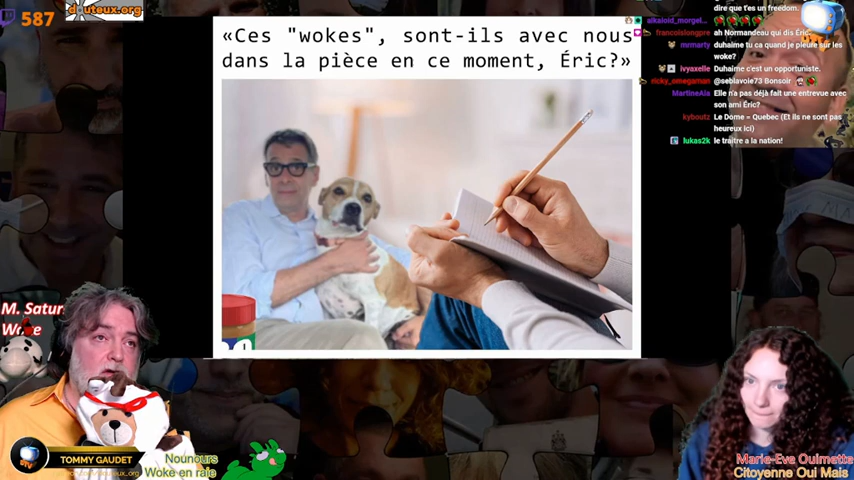 587
douteux.org
«Ces "wokes", sont-ils avec nous
dans la pièce en ce moment, Éric?»
dire que t'es un freedom.
alkaloid_morgel...
francoislongpre ah Normandeau qui dis Éric...
mrmarty duhaime tu ca quand je pleure sur les
woke?
ivyaxelle Duhaime c'est un opportuniste.
ricky_omegaman @seblavoie73 Bonsoir
MartineAla Elle n'a pas déjà fait une entrevue avec
son ami Éric?
kyboutz Le Dome = Quebec (Et ils ne sont pas
heureux ici)
lukas2k le traitre a la nation!
M. Satur
Woke
TOMMY GAUDET
Nounours
Woke en raie
Marie-Eve Ouimette
Citoyenne Oui Mais